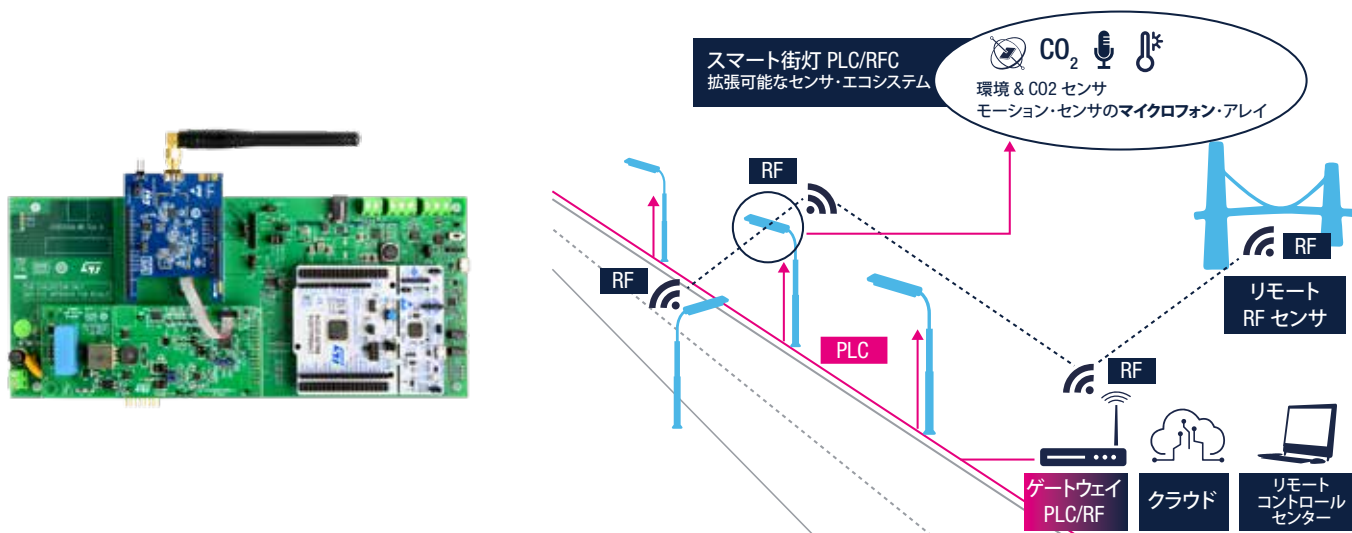 スマート街灯 PLC/RFC
拡張可能なセンサ・エコシステム
CO2
環境 & CO2 センサ
モーション・センサのマイクロフォン・アレイ
RF
RF
RF
リモート
RF センサ
PLC
RF
ゲートウェイ
PLC/RF
クラウド
リモート
コントロール
センター